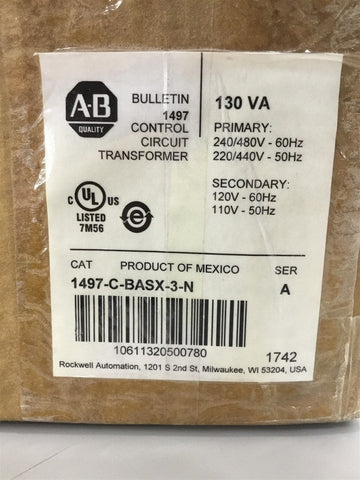 A-B
QUALITY
BULLETIN
1497
CONTROL
CIRCUIT
TRANSFORMER
130 VA
PRIMARY:
240/480V - 60Hz
220/440V - 50Hz
SECONDARY:
120V - 60Hz
110V - 50Hz
C UL US
LISTED
7M56
CAT PRODUCT OF MEXICO SER
1497-C-BASX-3-N A
10611320500780 1742
Rockwell Automation, 1201 S 2nd St, Milwaukee, WI 53204, USA